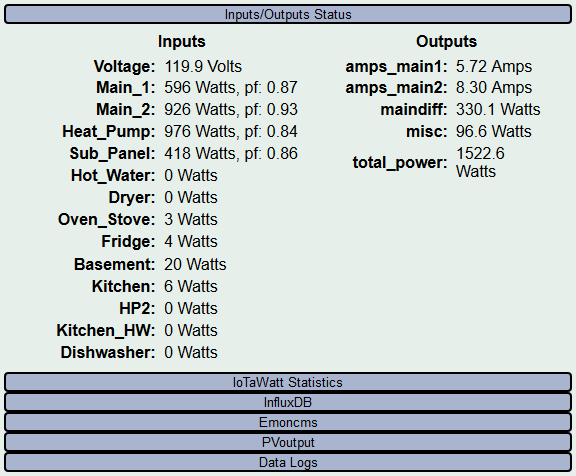 Inputs/Outputs Status
Inputs
Voltage: 119.9 Volts
Main_1: 596 Watts, pf: 0.87
Main_2: 926 Watts, pf: 0.93
Heat_Pump: 976 Watts, pf: 0.84
Sub_Panel: 418 Watts, pf: 0.86
Hot_Water: 0 Watts
Dryer: 0 Watts
Oven_Stove: 3 Watts
Fridge: 4 Watts
Basement: 20 Watts
Kitchen: 6 Watts
HP2: 0 Watts
Kitchen_HW: 0 Watts
Dishwasher: 0 Watts
Outputs
amps_main1: 5.72 Amps
amps_main2: 8.30 Amps
maindiff: 330.1 Watts
misc: 96.6 Watts
total_power: 1522.6
Watts
IoTaWatt Statistics
InfluxDB
Emoncms
PVoutput
Data Logs